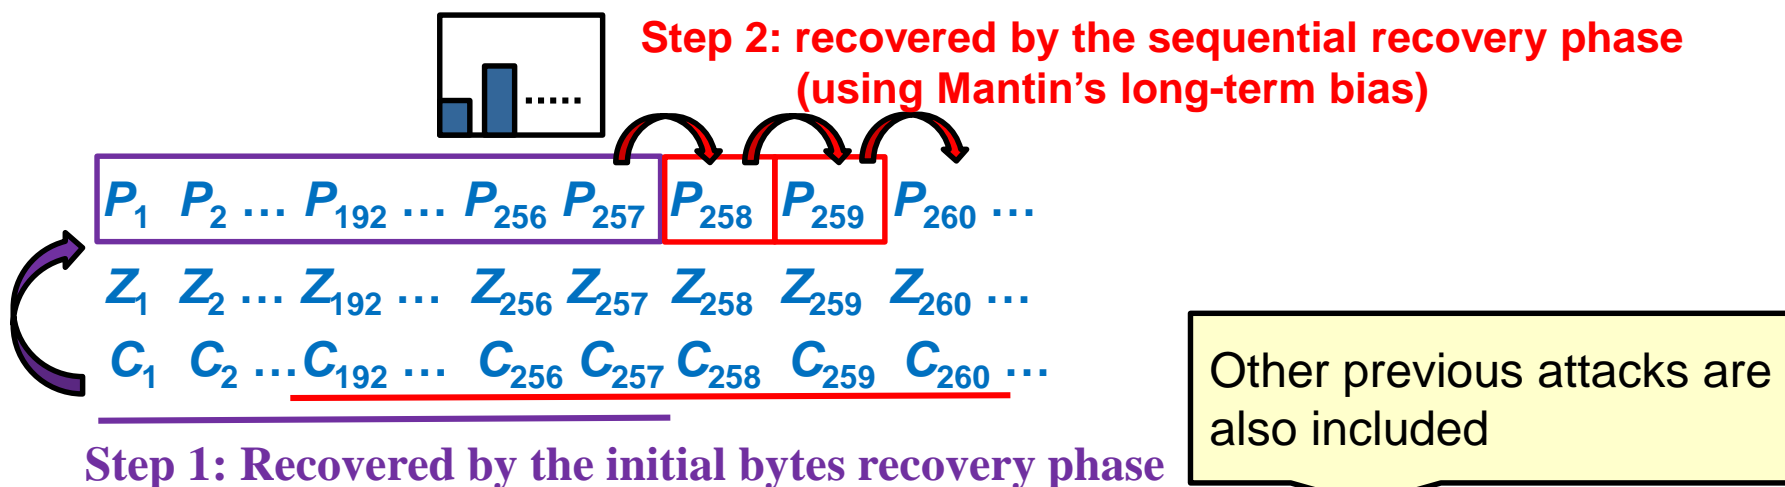 Step 2: recovered by the sequential recovery phase
(using Mantin’s long-term bias)
......
P₁ P₂ … P₁₉₂ … P₂₅₆ P₂₅₇ P₂₅₈ P₂₅₉ P₂₆₀ …
Z₁ Z₂ … Z₁₉₂ … Z₂₅₆ Z₂₅₇ Z₂₅₈ Z₂₅₉ Z₂₆₀ …
C₁ C₂ … C₁₉₂ … C₂₅₆ C₂₅₇ C₂₅₈ C₂₅₉ C₂₆₀ …
Step 1: Recovered by the initial bytes recovery phase
Other previous attacks are
also included